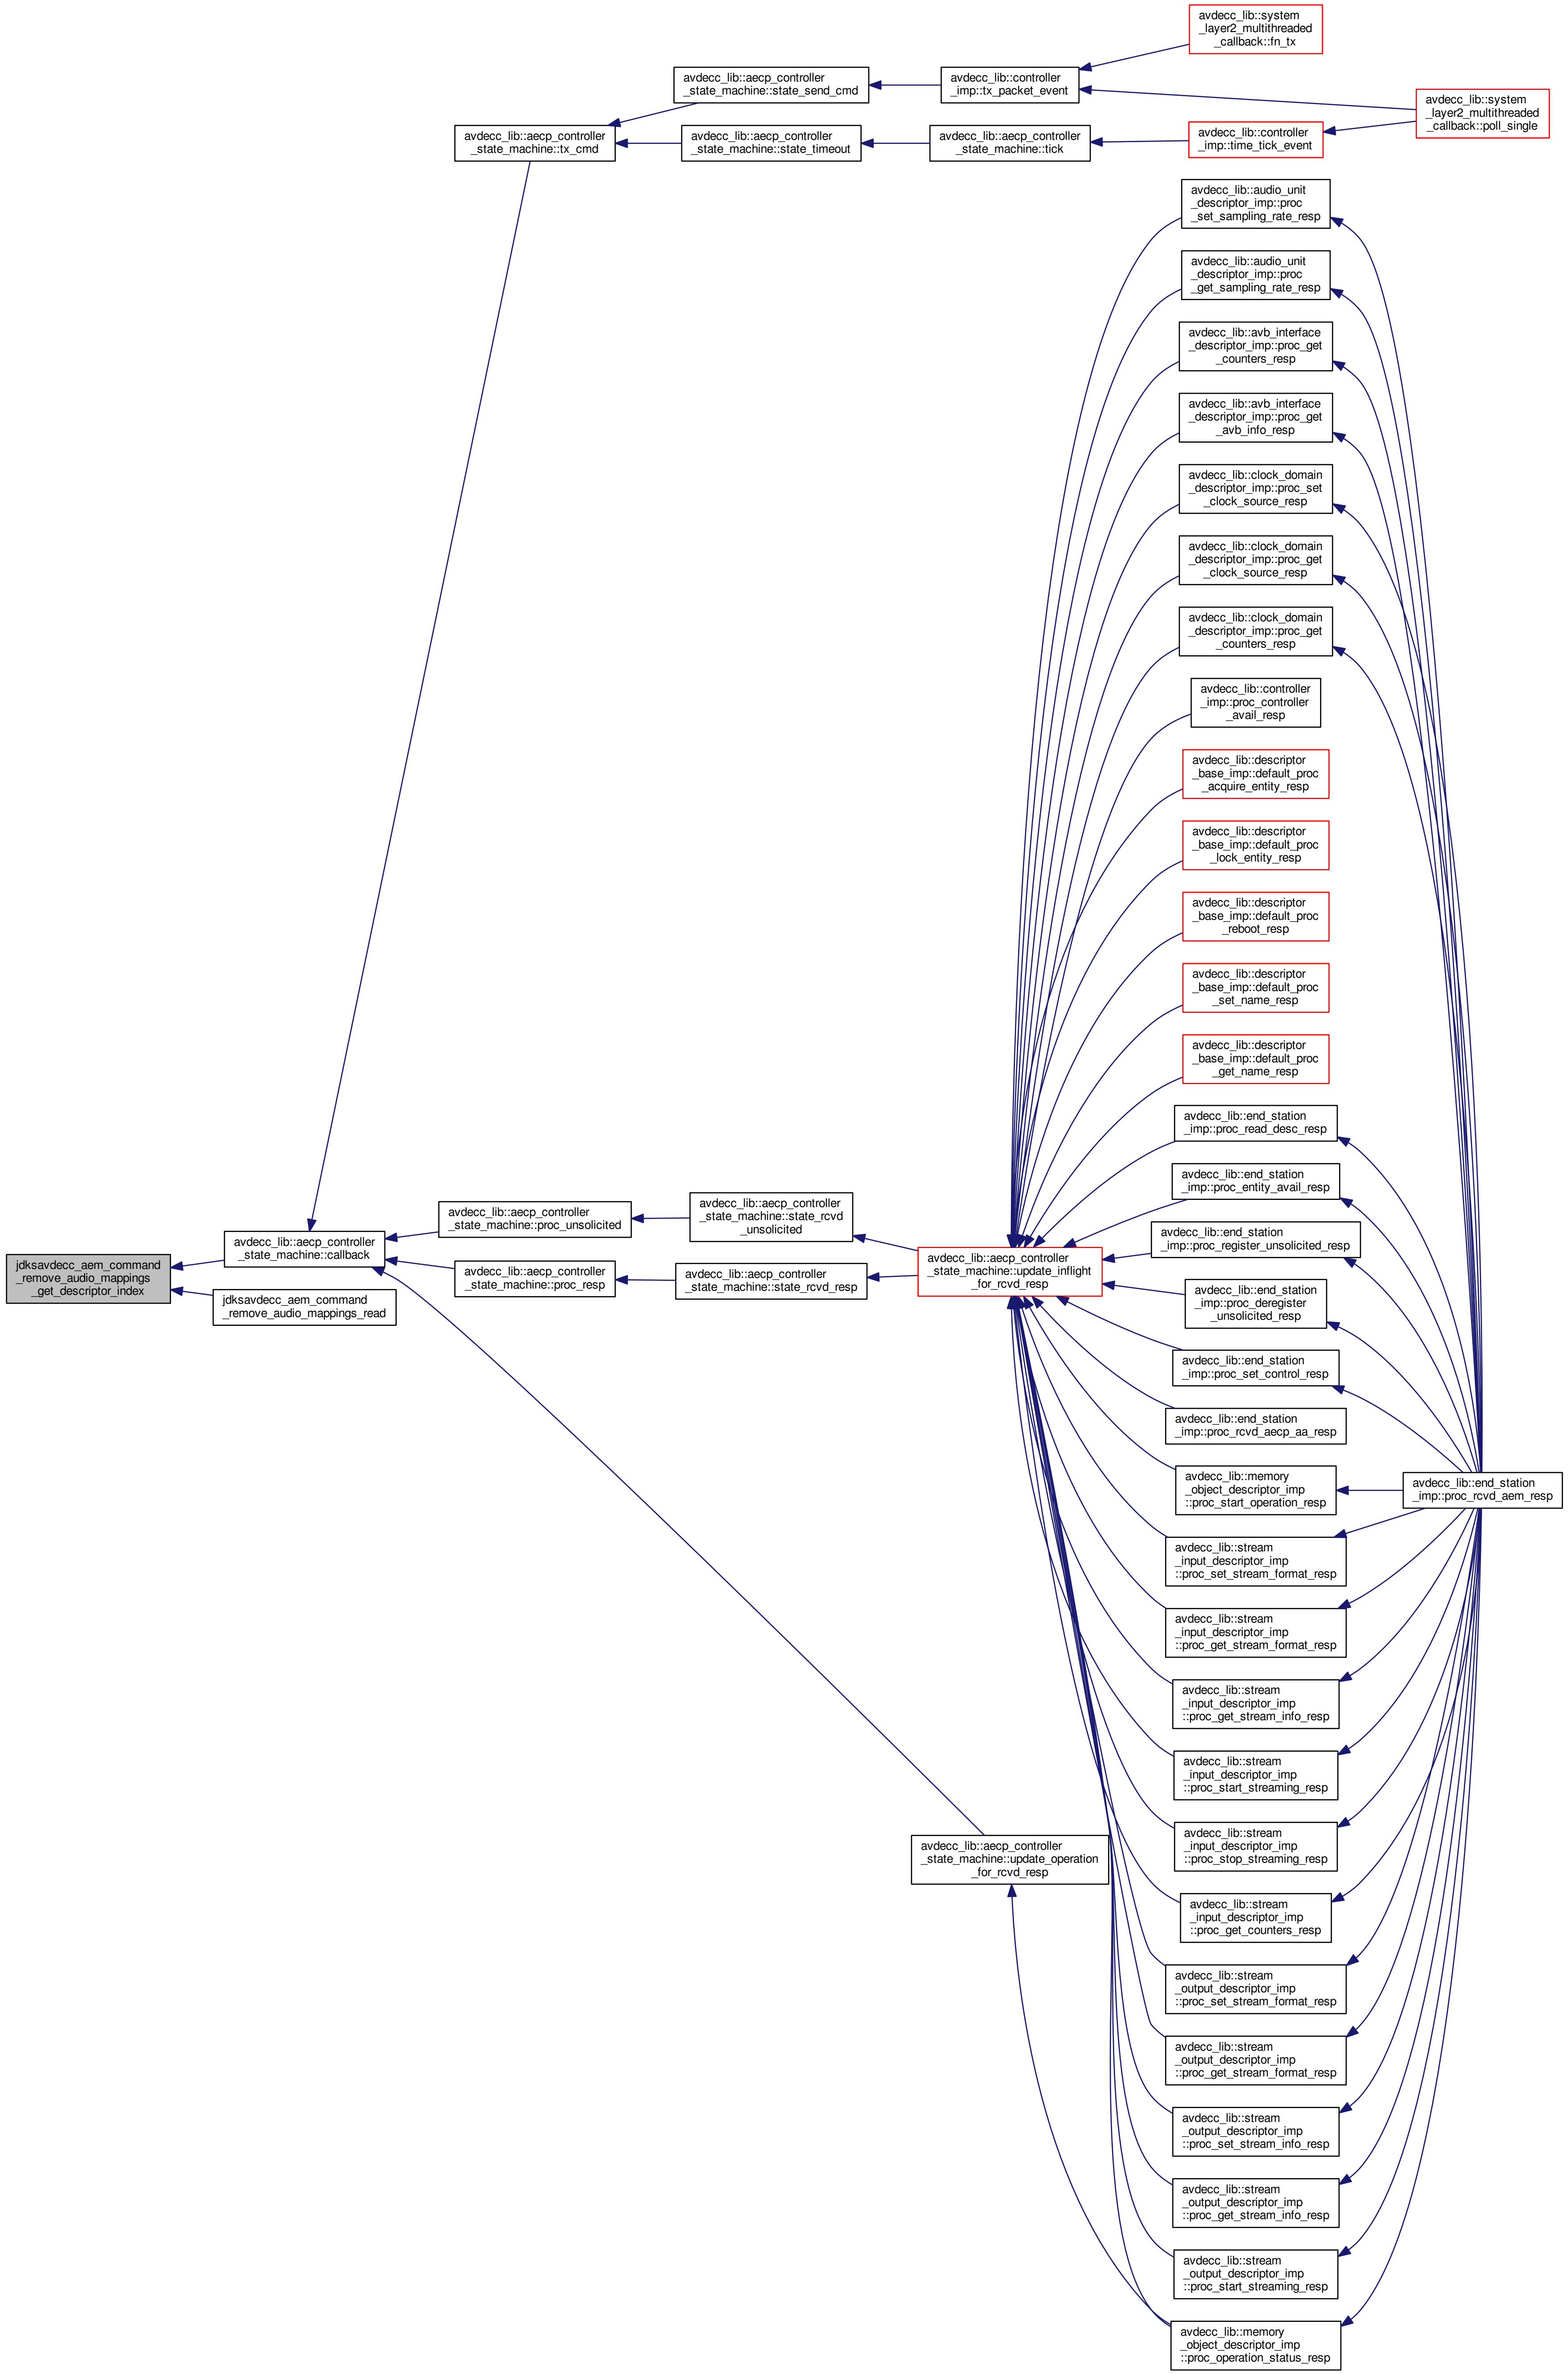 avdecc_lib::system
_layer2_multithreaded
_callback::fn_tx
avdecc_lib::aecp_controller
_state_machine::state_send_cmd
avdecc_lib::controller
_imp::tx_packet_event
avdecc_lib::system
_layer2_multithreaded
_callback::poll_single
avdecc_lib::aecp_controller
_state_machine::tx_cmd
avdecc_lib::aecp_controller
_state_machine::state_timeout
avdecc_lib::aecp_controller
_state_machine::tick
avdecc_lib::controller
_imp::time_tick_event
avdecc_lib::audio_unit
_descriptor_imp::proc
_set_sampling_rate_resp
avdecc_lib::audio_unit
_descriptor_imp::proc
_get_sampling_rate_resp
avdecc_lib::avb_interface
_descriptor_imp::proc_get
_counters_resp
avdecc_lib::avb_interface
_descriptor_imp::proc_get
_avb_info_resp
avdecc_lib::clock_domain
_descriptor_imp::proc_set
_clock_source_resp
avdecc_lib::clock_domain
_descriptor_imp::proc_get
_clock_source_resp
avdecc_lib::clock_domain
_descriptor_imp::proc_get
_counters_resp
avdecc_lib::controller
_imp::proc_controller
_avail_resp
avdecc_lib::descriptor
_base_imp::default_proc
_acquire_entity_resp
avdecc_lib::descriptor
_base_imp::default_proc
_lock_entity_resp
avdecc_lib::descriptor
_base_imp::default_proc
_reboot_resp
avdecc_lib::descriptor
_base_imp::default_proc
_set_name_resp
avdecc_lib::descriptor
_base_imp::default_proc
_get_name_resp
avdecc_lib::end_station
_imp::proc_read_desc_resp
avdecc_lib::end_station
_imp::proc_entity_avail_resp
avdecc_lib::aecp_controller
_state_machine::proc_unsolicited
avdecc_lib::aecp_controller
_state_machine::state_rcvd
_unsolicited
avdecc_lib::end_station
_imp::proc_register_unsolicited_resp
jdksavdecc_aem_command
_remove_audio_mappings
_get_descriptor_index
avdecc_lib::aecp_controller
_state_machine::callback
avdecc_lib::aecp_controller
_state_machine::proc_resp
avdecc_lib::aecp_controller
_state_machine::state_rcvd_resp
avdecc_lib::aecp_controller
_state_machine::update_inflight
_for_rcvd_resp
avdecc_lib::end_station
_imp::proc_deregister
_unsolicited_resp
jdksavdecc_aem_command
_remove_audio_mappings_read
avdecc_lib::end_station
_imp::proc_set_control_resp
avdecc_lib::end_station
_imp::proc_rcvd_aecp_aa_resp
avdecc_lib::memory
_object_descriptor_imp
::proc_start_operation_resp
avdecc_lib::end_station
_imp::proc_rcvd_aem_resp
avdecc_lib::stream
_input_descriptor_imp
::proc_set_stream_format_resp
avdecc_lib::stream
_input_descriptor_imp
::proc_get_stream_format_resp
avdecc_lib::stream
_input_descriptor_imp
::proc_get_stream_info_resp
avdecc_lib::stream
_input_descriptor_imp
::proc_start_streaming_resp
avdecc_lib::stream
_input_descriptor_imp
::proc_stop_streaming_resp
avdecc_lib::aecp_controller
_state_machine::update_operation
_for_rcvd_resp
avdecc_lib::stream
_input_descriptor_imp
::proc_get_counters_resp
avdecc_lib::stream
_output_descriptor_imp
::proc_set_stream_format_resp
avdecc_lib::stream
_output_descriptor_imp
::proc_get_stream_format_resp
avdecc_lib::stream
_output_descriptor_imp
::proc_set_stream_info_resp
avdecc_lib::stream
_output_descriptor_imp
::proc_get_stream_info_resp
avdecc_lib::stream
_output_descriptor_imp
::proc_start_streaming_resp
avdecc_lib::memory
_object_descriptor_imp
::proc_operation_status_resp